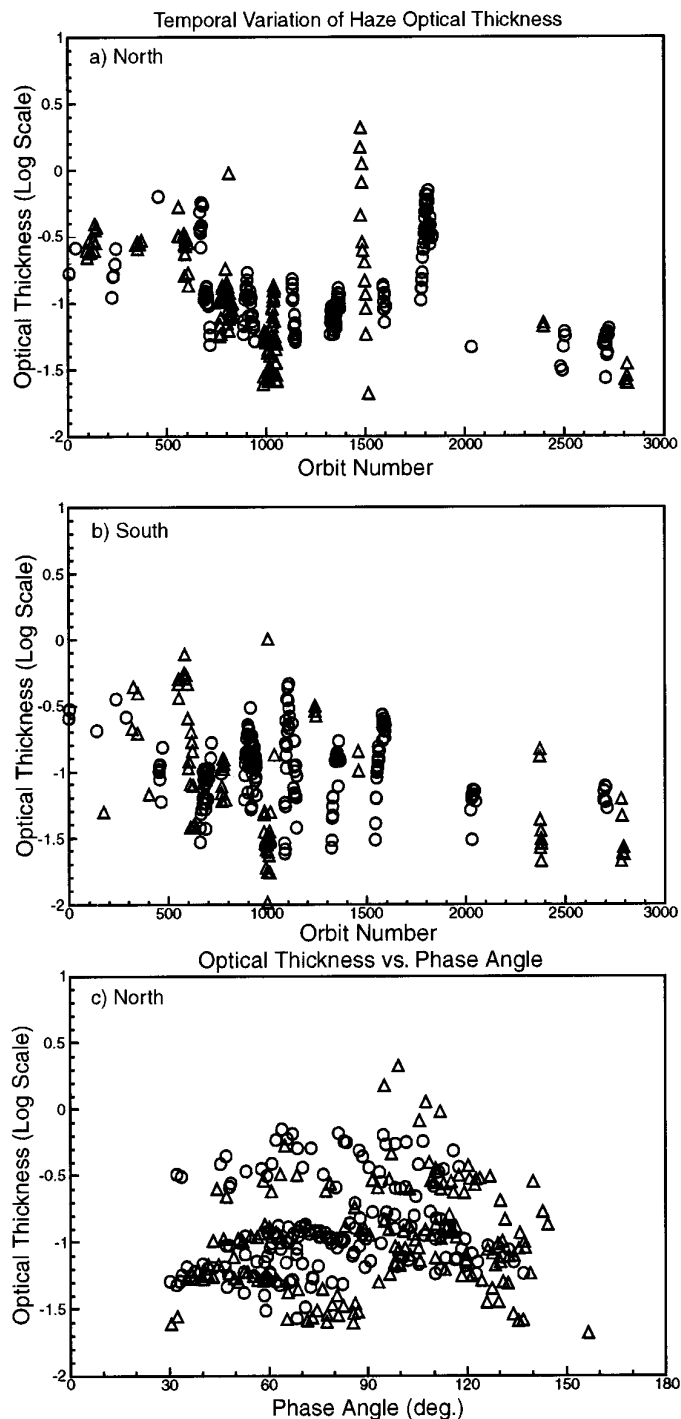 Temporal Variation of Haze Optical Thickness
a) North
1
0.5
0
-0.5
-1
-1.5
-2
Optical Thickness (Log Scale)
0 500 1000 1500 2000 2500 3000
Orbit Number
b) South
1
0.5
0
-0.5
-1
-1.5
-2
Optical Thickness (Log Scale)
0 500 1000 1500 2000 2500 3000
Orbit Number
Optical Thickness vs. Phase Angle
c) North
1
0.5
0
-0.5
-1
-1.5
-2
Optical Thickness (Log Scale)
0 30 60 90 120 150 180
Phase Angle (deg.)